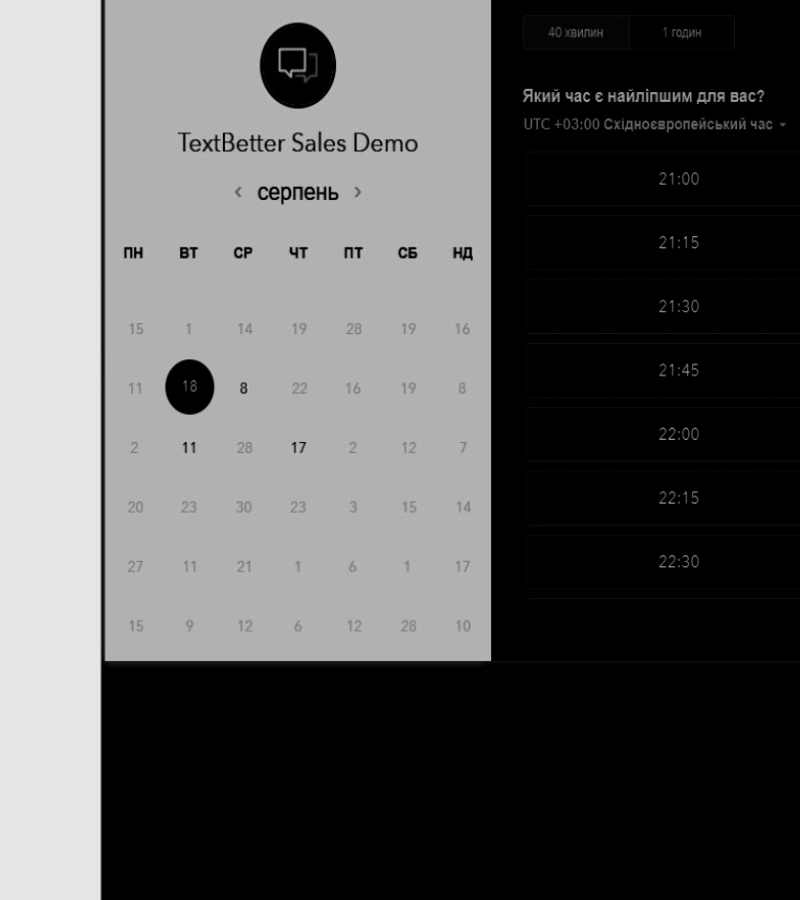 TextBetter Sales Demo
серпень
ПН ВТ СР ЧТ ПТ СБ НД
15 1 14 19 28 19 16
11 18 8 22 16 19 8
2 11 28 17 2 12 7
20 23 30 23 3 15 14
27 11 21 1 6 1 17
15 9 12 6 12 28 10
40 хвилин 1 годин
Який час є найліпшим для вас?
UTC +03:00 Східноєвропейський час
21:00
21:15
21:30
21:45
22:00
22:15
22:30